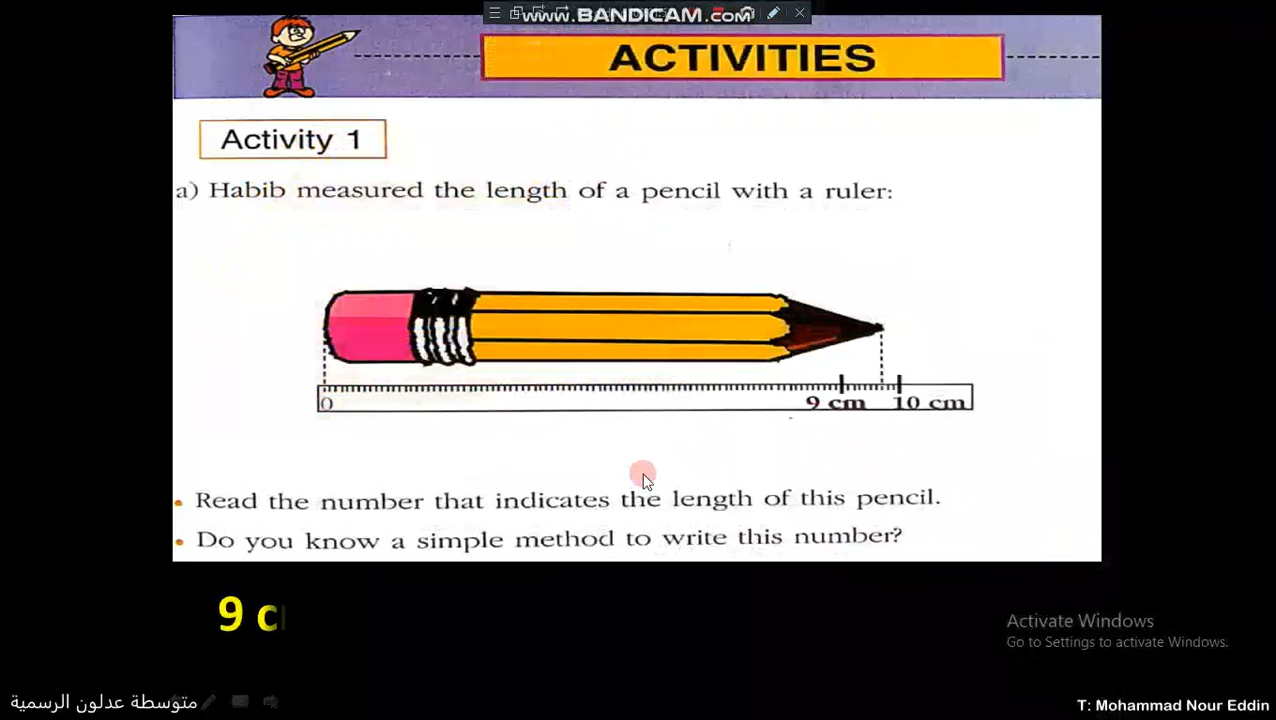 www.BANDICAM.com
ACTIVITIES
Activity 1
a) Habib measured the length of a pencil with a ruler:
0 9 cm 10 cm
• Read the number that indicates the length of this pencil.
• Do you know a simple method to write this number?
9 c
Activate Windows
Go to Settings to activate Windows.
متوسطة عدلون الرسمية
T: Mohammad Nour Eddin